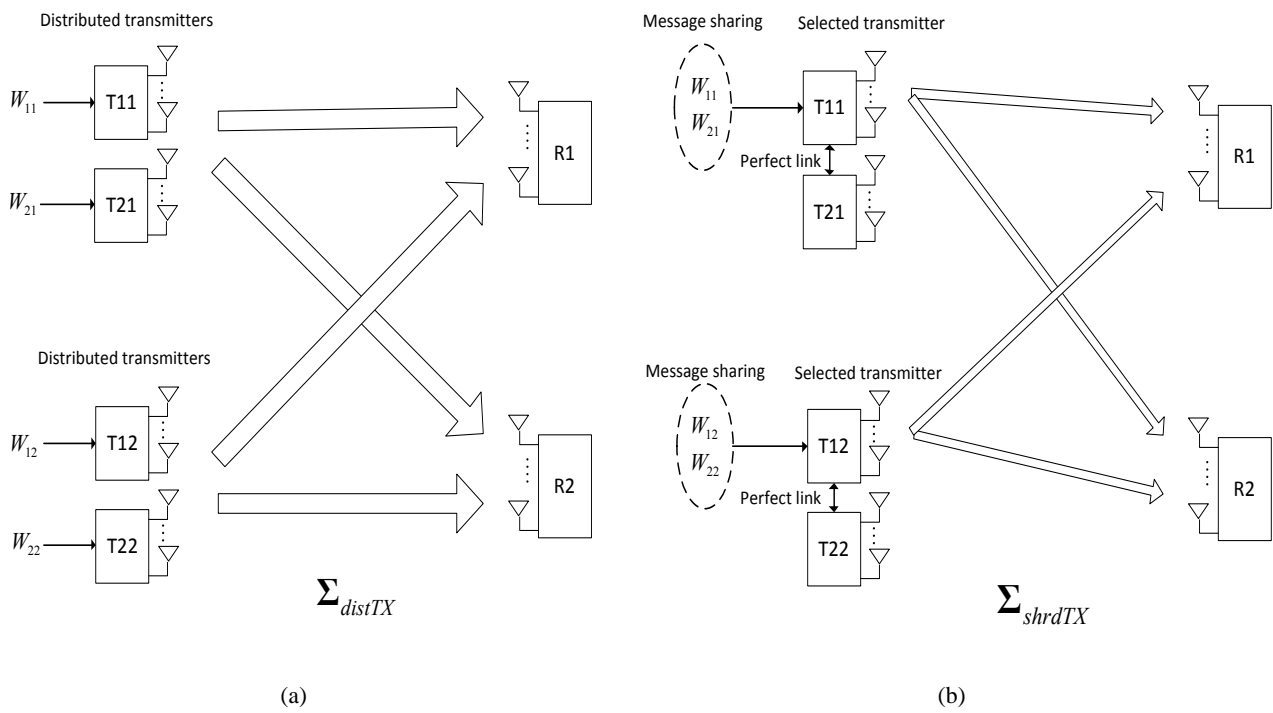 Distributed transmitters
W11
T11
W21
T21
R1
Distributed transmitters
W12
T12
W22
T22
R2
ΣdistTX
(a)
Message sharing
Selected transmitter
W11
W21
T11
Perfect link
T21
R1
Message sharing
Selected transmitter
W12
W22
T12
Perfect link
T22
R2
ΣshrdTX
(b)